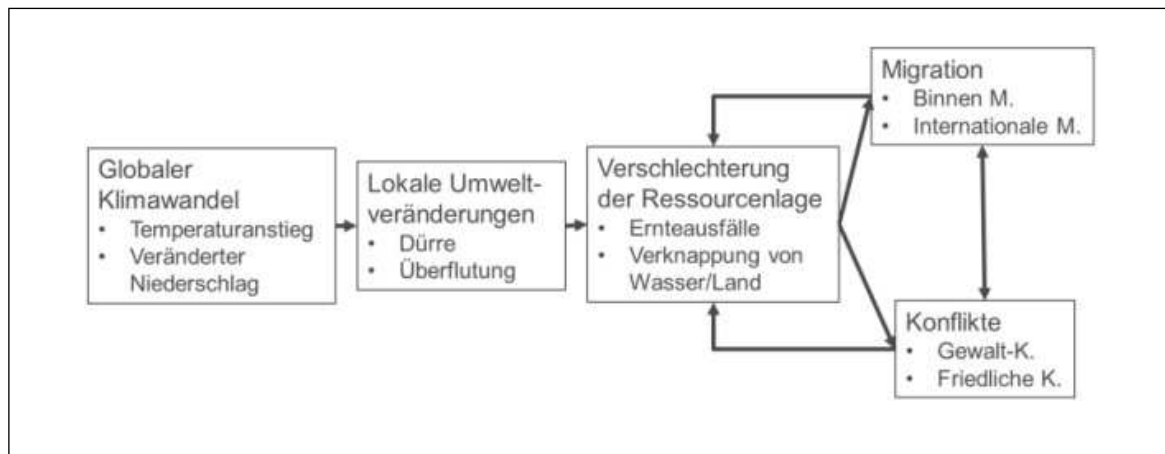 Globaler
Klimawandel
• Temperaturanstieg
• Veränderter
Niederschlag
Lokale Umwelt-
veränderungen
• Dürre
• Überflutung
Verschlechterung
der Ressourcenlage
• Ernteausfälle
• Verknappung von
Wasser/Land
Migration
• Binnen M.
• Internationale M.
Konflikte
• Gewalt-K.
• Friedliche K.